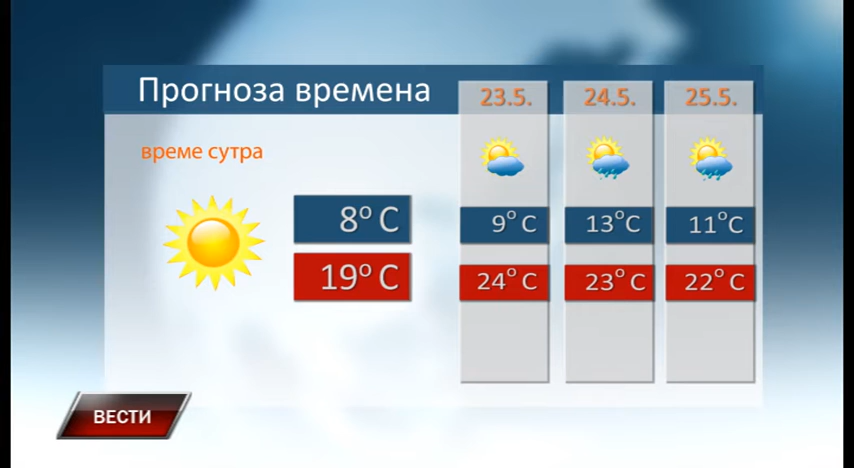 Прогноза времена
23.5.
24.5.
25.5.
време сутра
8° C
19° C
9° C
13°C
11°C
24° C
23° C
22° C
ВЕСТИ